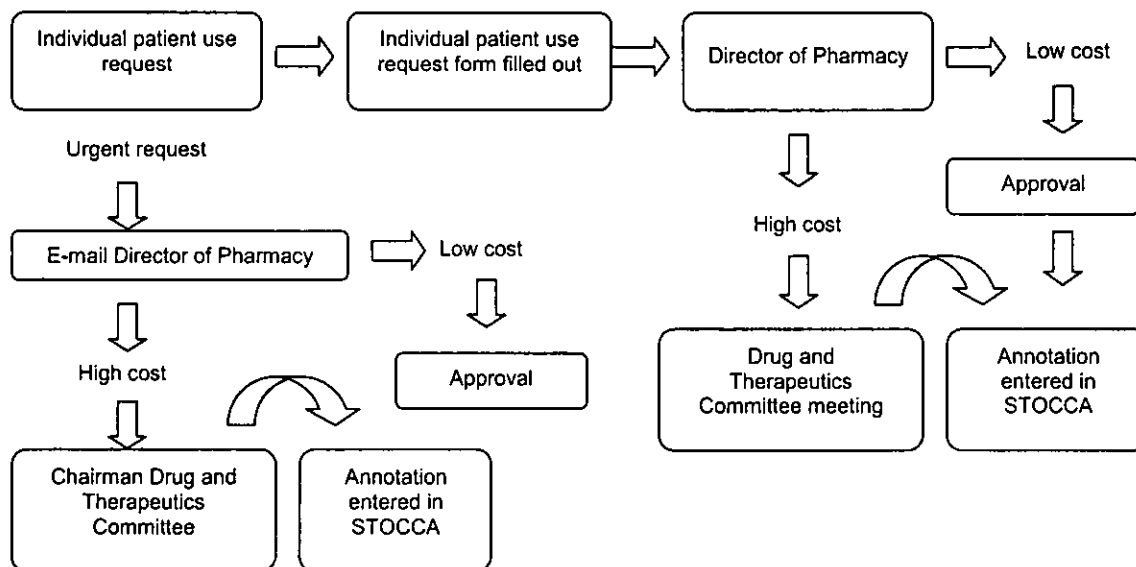 Individual patient use
request
Individual patient use
request form filled out
Director of Pharmacy
Low cost
Urgent request
Approval
High cost
E-mail Director of Pharmacy
Low cost
High cost
Approval
Drug and
Therapeutics
Committee meeting
Annotation
entered in
STOCCA
Chairman Drug and
Therapeutics
Committee
Annotation
entered in
STOCCA